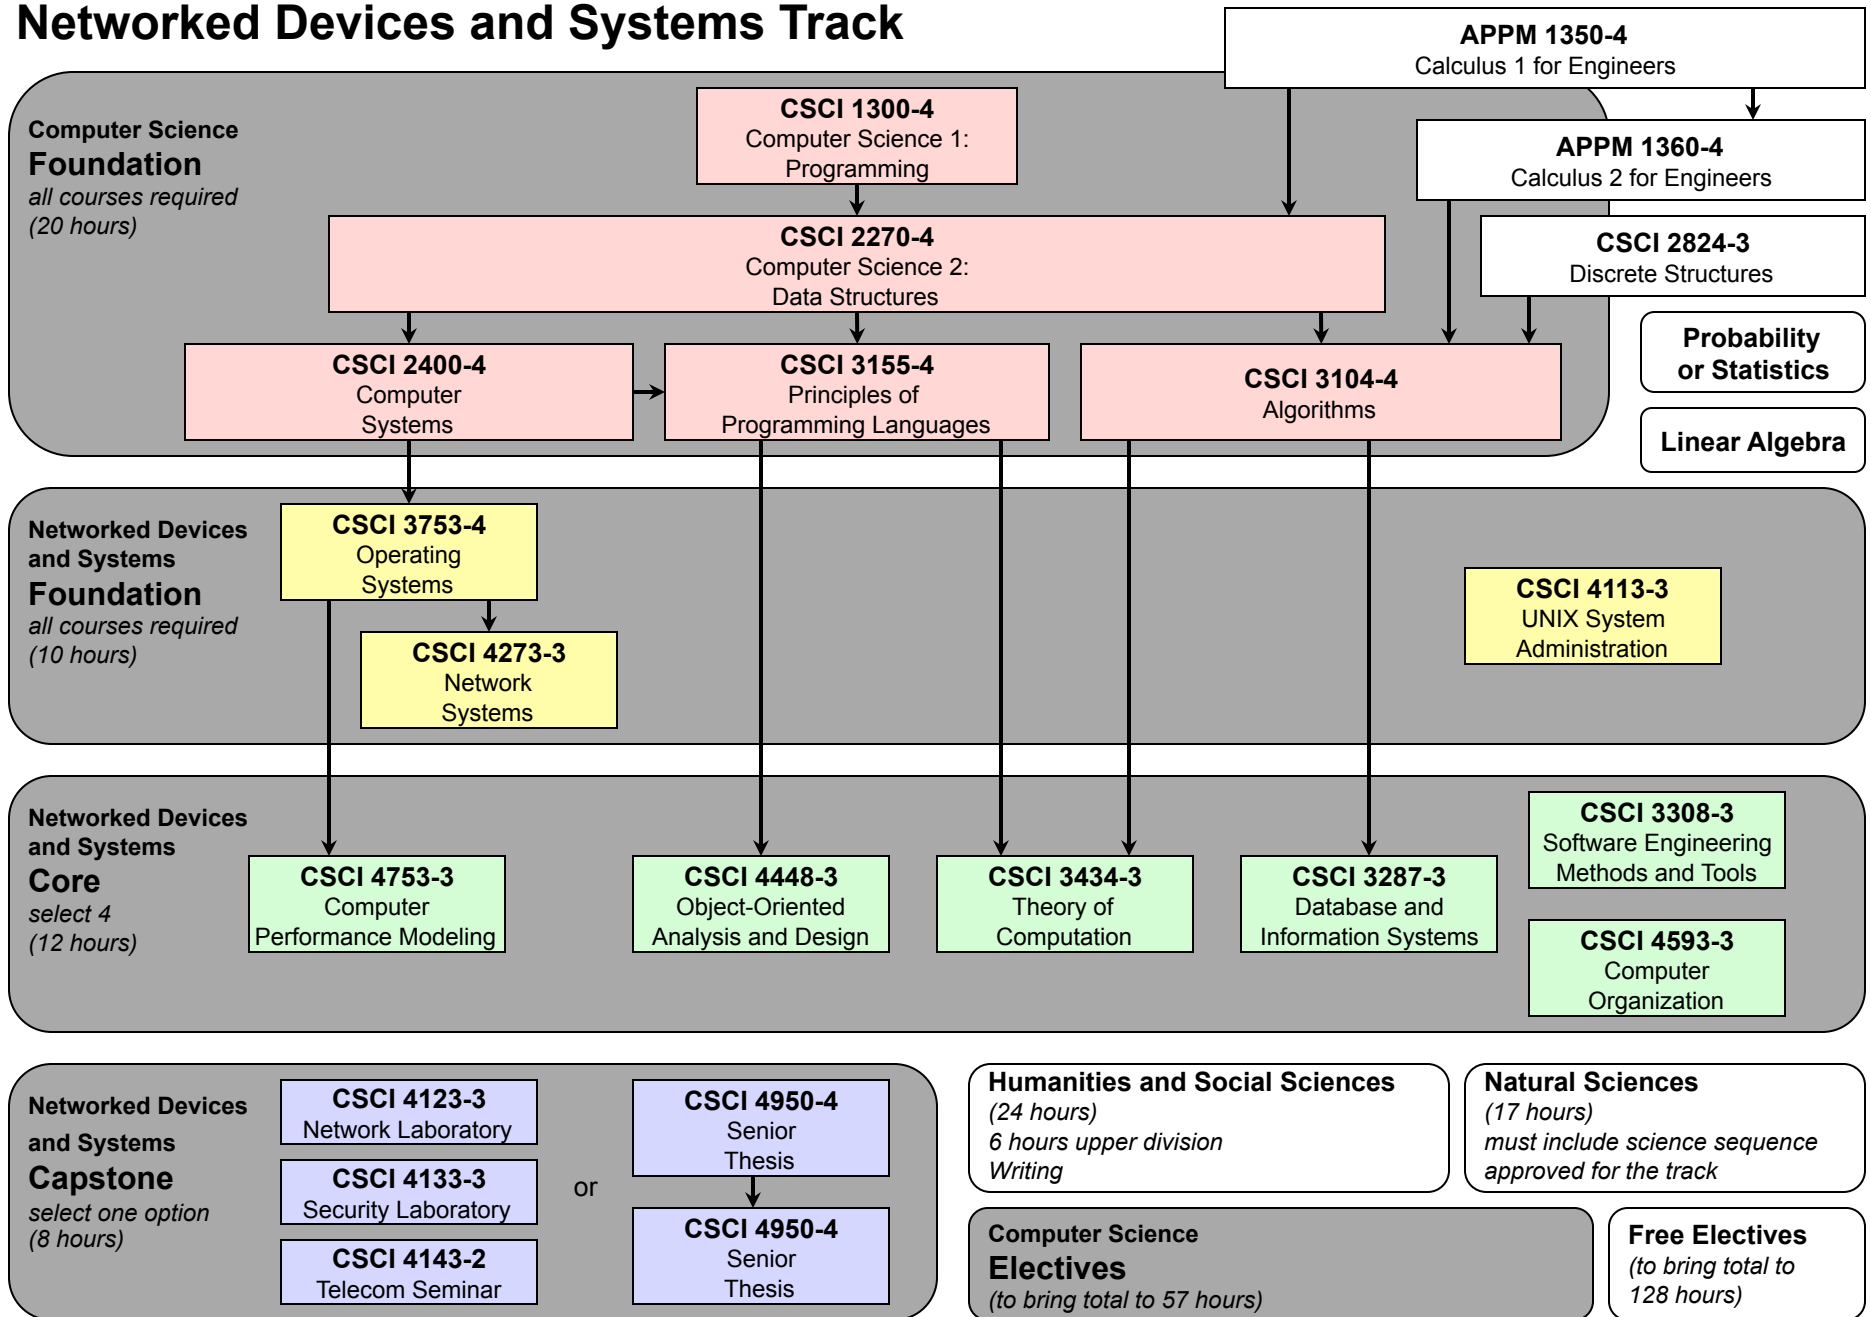 Networked Devices and Systems Track
APPM 1350-4
Calculus 1 for Engineers
Computer Science
Foundation
all courses required
(20 hours)
CSCI 1300-4
Computer Science 1:
Programming
APPM 1360-4
Calculus 2 for Engineers
CSCI 2270-4
Computer Science 2:
Data Structures
CSCI 2824-3
Discrete Structures
CSCI 2400-4
Computer
Systems
CSCI 3155-4
Principles of
Programming Languages
CSCI 3104-4
Algorithms
Probability
or Statistics
Linear Algebra
Networked Devices
and Systems
Foundation
all courses required
(10 hours)
CSCI 3753-4
Operating
Systems
CSCI 4273-3
Network
Systems
CSCI 4113-3
UNIX System
Administration
Networked Devices
and Systems
Core
select 4
(12 hours)
CSCI 4753-3
Computer
Performance Modeling
CSCI 4448-3
Object-Oriented
Analysis and Design
CSCI 3434-3
Theory of
Computation
CSCI 3287-3
Database and
Information Systems
CSCI 3308-3
Software Engineering
Methods and Tools
CSCI 4593-3
Computer
Organization
Networked Devices
and Systems
Capstone
select one option
(8 hours)
CSCI 4123-3
Network Laboratory
CSCI 4133-3
Security Laboratory
CSCI 4143-2
Telecom Seminar
or
CSCI 4950-4
Senior
Thesis
CSCI 4950-4
Senior
Thesis
Humanities and Social Sciences
(24 hours)
6 hours upper division
Writing
Natural Sciences
(17 hours)
must include science sequence
approved for the track
Computer Science
Electives
(to bring total to 57 hours)
Free Electives
(to bring total to
128 hours)